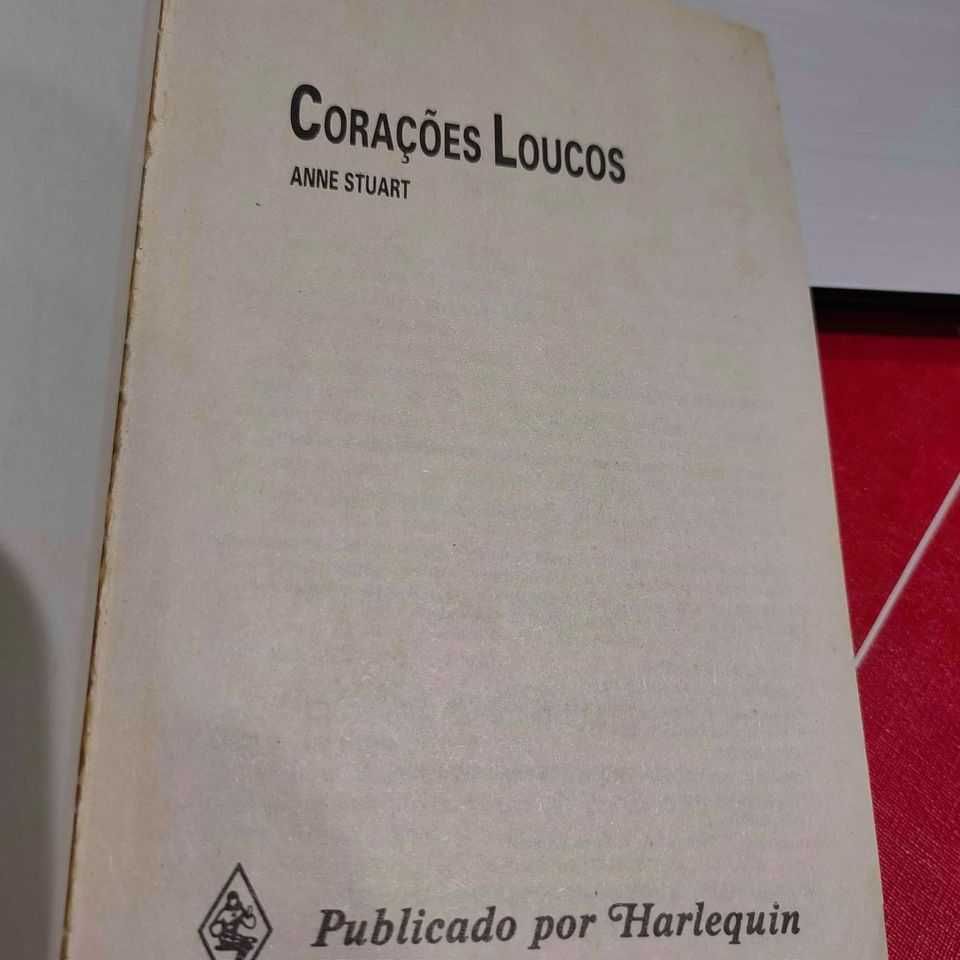 CORAÇÕES LOUCOS
ANNE STUART
Publicado por Harlequin